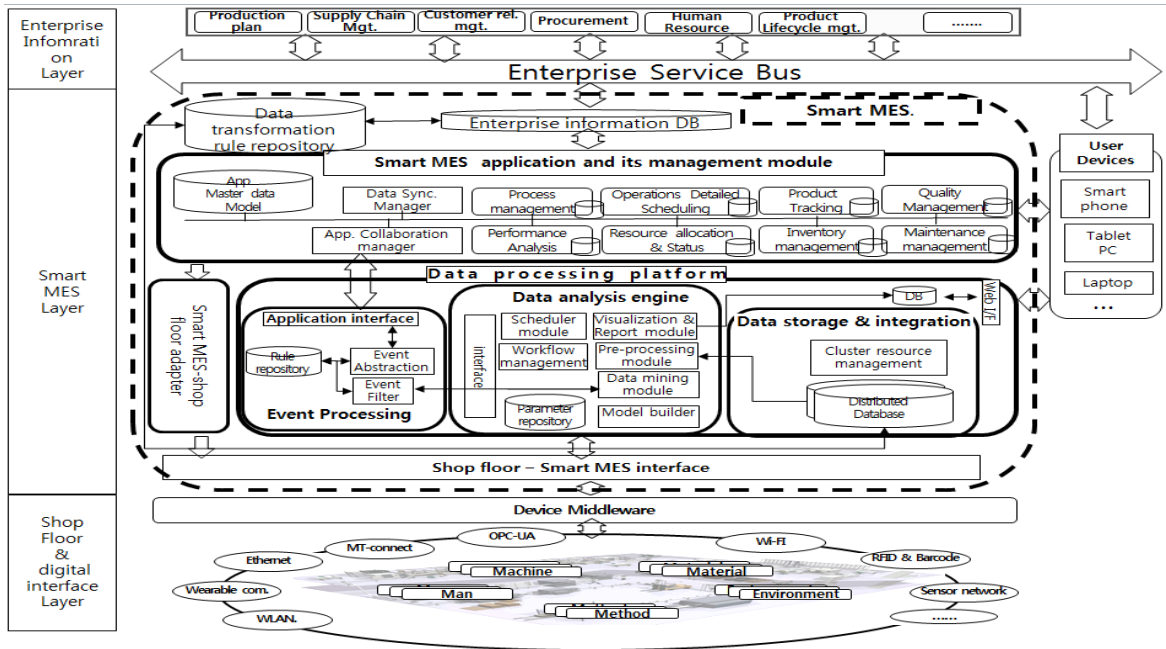 Enterprise
Infomrati
on
Layer
Production
plan
Supply Chain
Mgt.
Customer rel.
mgt.
Procurement
Human
Resource
Product
Lifecycle mgt.
.......
Enterprise Service Bus
Smart
MES
Layer
Data
transformation
rule repository
Enterprise information DB
Smart MES.
Smart MES application and its management module
App
Master data
Model
Data Sync.
Manager
Process
management
Operations Detailed
Scheduling
Product
Tracking
Quality
Management
App. Collaboration
manager
Performance
Analysis
Resource allocation
& Status
Inventory
management
Maintenance
management
User
Devices
Smart
phone
Tablet
PC
Laptop
...
Smart MES-shop
floor adapter
Data processing platform
Application interface
Rule
repository
Event
Abstraction
Event
Filter
Event Processing
Data analysis engine
interface
Scheduler
module
Visualization &
Report module
Workflow
management
Pre-processing
module
Data mining
module
Parameter
repository
Model builder
DB
Web I/F
Data storage & integration
Cluster resource
management
Distributed
Database
Shop floor – Smart MES interface
Shop
Floor
&
digital
interface
Layer
Device Middleware
Ethernet
MT-connect
OPC-UA
Wi-FI
RFID & Barcode
Wearable com.
WLAN.
Machine
Material
Man
Environment
Method
Sensor network
......